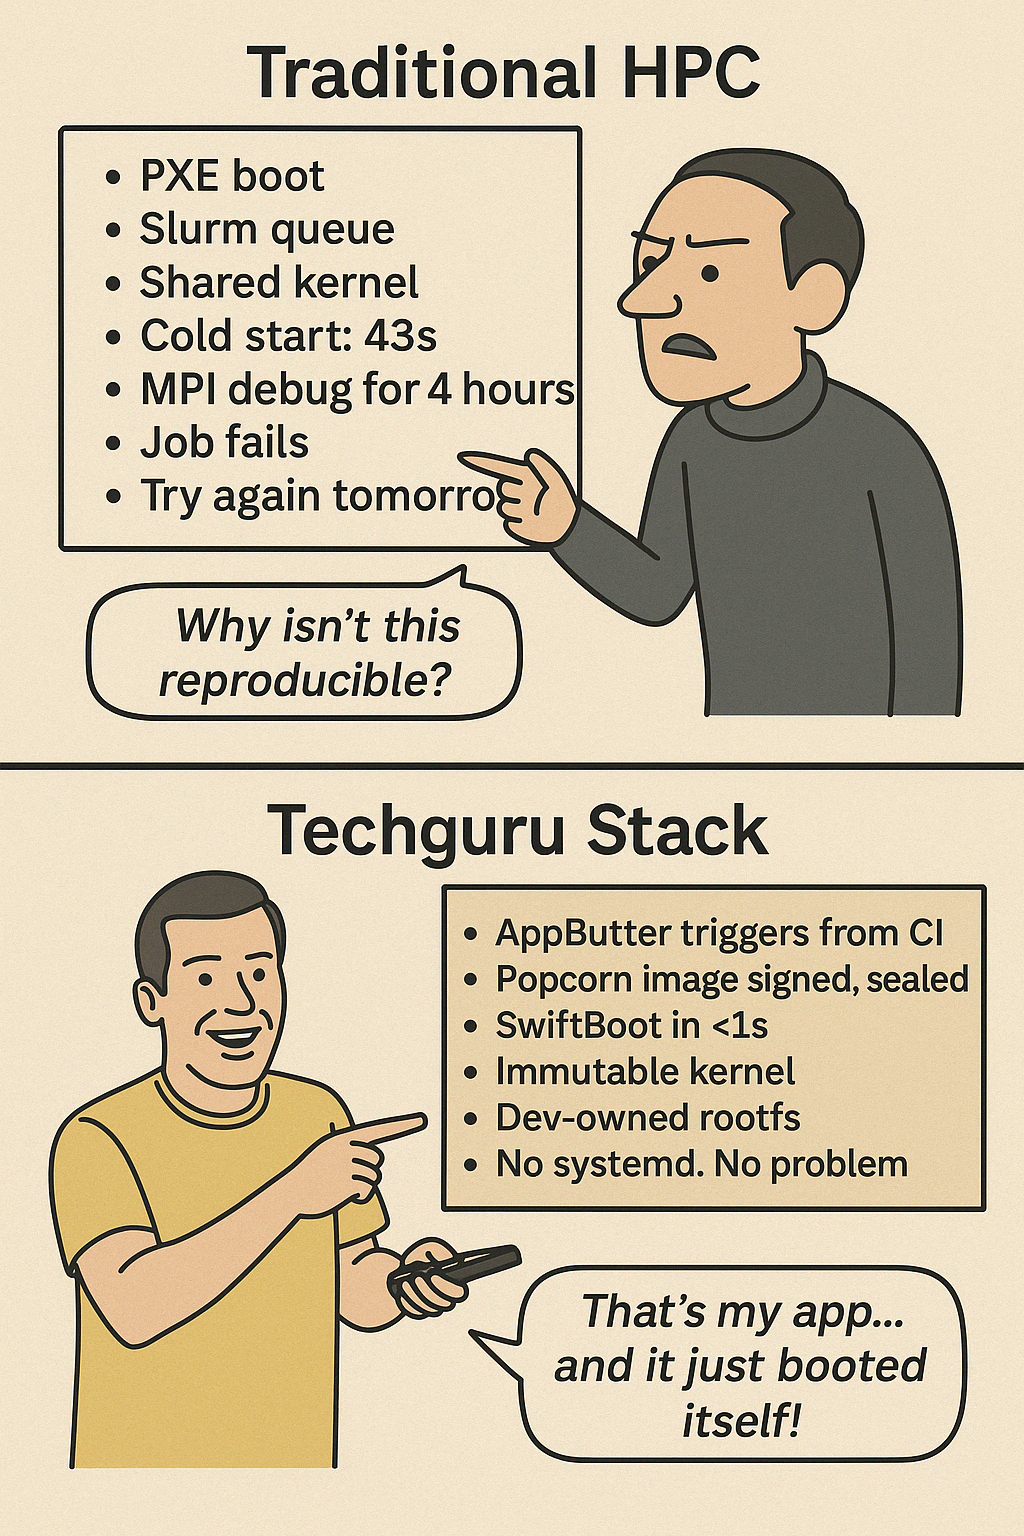 Traditional HPC
• PXE boot
• Slurm queue
• Shared kernel
• Cold start: 43s
• MPI debug for 4 hours
• Job fails
• Try again tomorro
Why isn't this
reproducible?
Techguru Stack
• AppButter triggers from CI
• Popcorn image signed, sealed
• SwiftBoot in <1s
• Immutable kernel
• Dev-owned rootfs
• No systemd. No problem
That's my app...
and it just booted
itself!